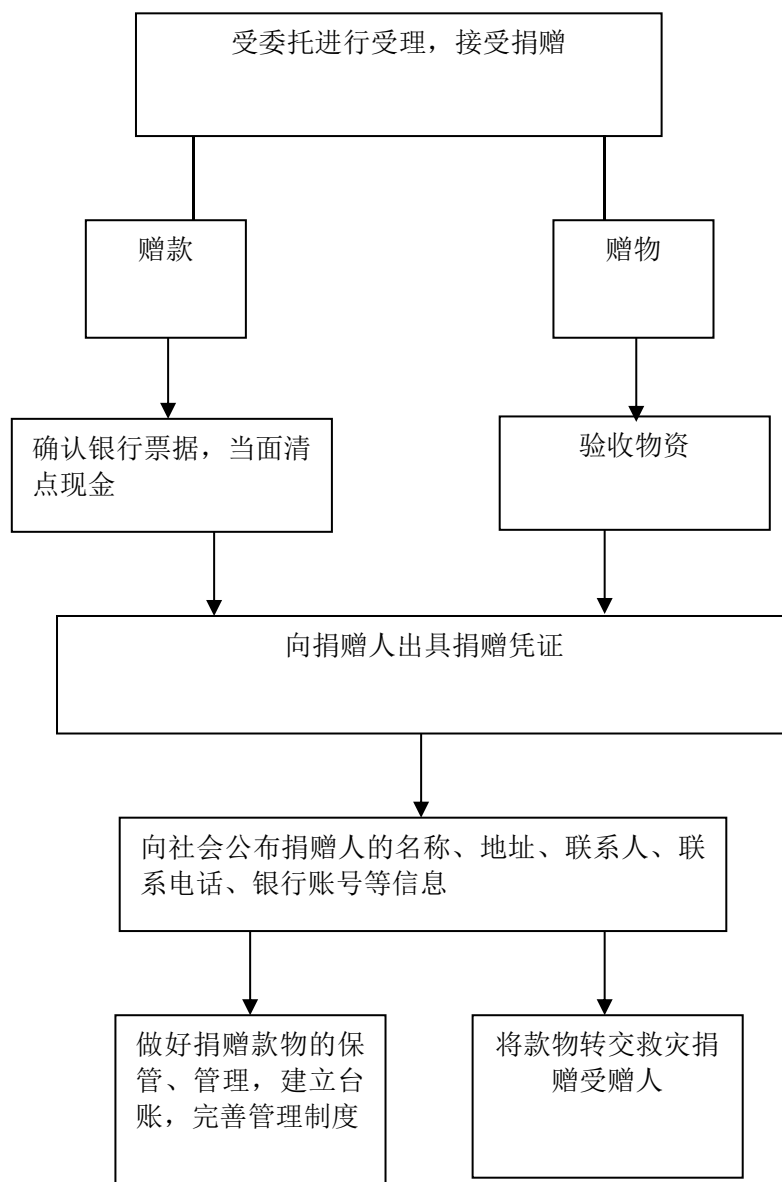 受委托进行受理，接受捐赠
赠款
赠物
确认银行票据，当面清
点现金
验收物资
向捐赠人出具捐赠凭证
向社会公布捐赠人的名称、地址、联系人、联
系电话、银行账号等信息
做好捐赠款物的保
管、管理，建立台
账，完善管理制度
将款物转交救灾捐
赠受赠人